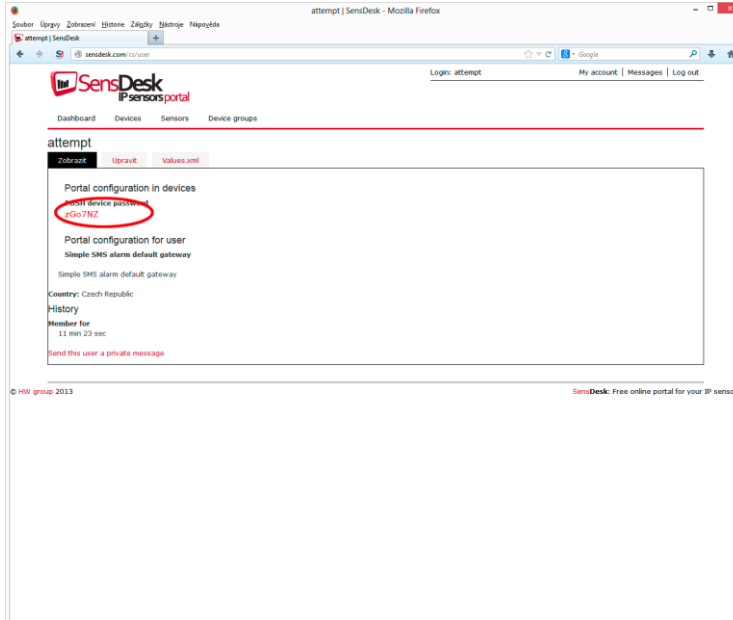 attempt | SensDesk - Mozilla Firefox
Soubor Úpravy Zobrazení Historie Záložky Nástroje Nápověda
attempt | SensDesk
sensdesk.com/cs/user
Google
SensDesk
IP sensors portal
Login: attempt
My account | Messages | Log out
Dashboard Devices Sensors Device groups
attempt
Zobrazit Upravit Values.xml
Portal configuration in devices
PUSH device password
zGo7NZ
Portal configuration for user
Simple SMS alarm default gateway
Simple SMS alarm default gateway
Country: Czech Republic
History
Member for
11 min 23 sec
Send this user a private message
© HW group 2013
SensDesk: Free online portal for your IP senso